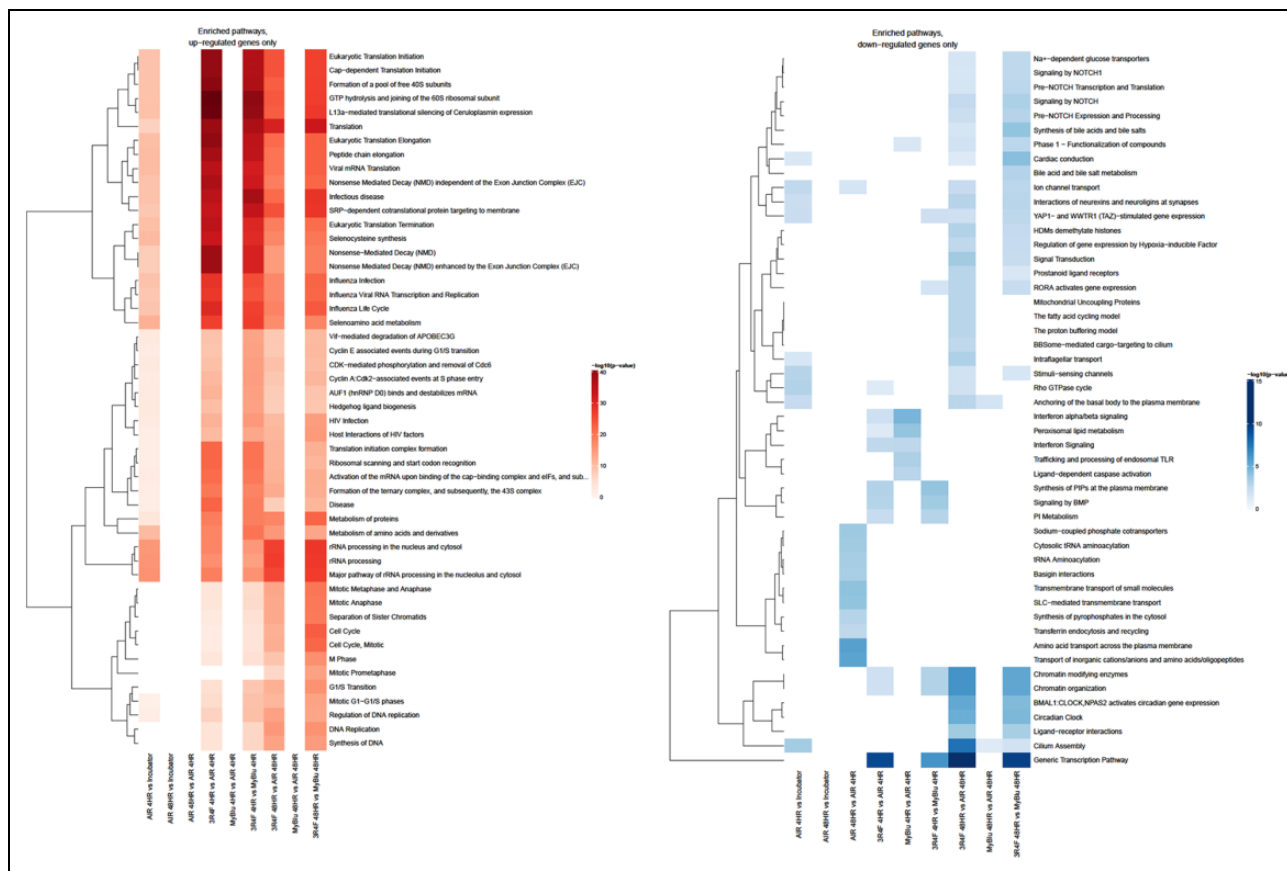 Enriched pathways,
up-regulated genes only
Eukaryotic Translation Initiation
Cap-dependent Translation Initiation
Formation of a pool of free 40S subunits
GTP hydrolysis and joining of the 60S ribosomal subunit
L13a-mediated translational silencing of Ceruloplasmin expression
Translation
Eukaryotic Translation Elongation
Peptide chain elongation
Viral mRNA Translation
Nonsense Mediated Decay (NMD) independent of the Exon Junction Complex (EJC)
Infectious disease
SRP-dependent cotranslational protein targeting to membrane
Eukaryotic Translation Termination
Selenocysteine synthesis
Nonsense-Mediated Decay (NMD)
Nonsense Mediated Decay (NMD) enhanced by the Exon Junction Complex (EJC)
Influenza Infection
Influenza Viral RNA Transcription and Replication
Influenza Life Cycle
Selenoamino acid metabolism
Vif-mediated degradation of APOBEC3G
Cyclin E associated events during G1/S transition
CDK-mediated phosphorylation and removal of Cdc6
Cyclin A:Cdk2-associated events at S phase entry
AUF1 (hnRNP D0) binds and destabilizes mRNA
Hedgehog ligand biogenesis
HIV Infection
Host Interactions of HIV factors
Translation initiation complex formation
Ribosomal scanning and start codon recognition
Activation of the mRNA upon binding of the cap-binding complex and eIFs, and sub...
Formation of the ternary complex, and subsequently, the 43S complex
Disease
Metabolism of proteins
Metabolism of amino acids and derivatives
rRNA processing in the nucleus and cytosol
rRNA processing
Major pathway of rRNA processing in the nucleolus and cytosol
Mitotic Metaphase and Anaphase
Mitotic Anaphase
Separation of Sister Chromatids
Cell Cycle
Cell Cycle, Mitotic
M Phase
Mitotic Prometaphase
G1/S Transition
Mitotic G1-G1/S phases
Regulation of DNA replication
DNA Replication
Synthesis of DNA
-log10(p-value)
40
30
20
10
0
AIR 4HR vs Incubator
AIR 48HR vs Incubator
AIR 48HR vs AIR 4HR
3R4F 4HR vs AIR 4HR
MyBlu 4HR vs AIR 4HR
3R4F 4HR vs MyBlu 4HR
3R4F 48HR vs AIR 48HR
MyBlu 48HR vs AIR 48HR
3R4F 48HR vs MyBlu 48HR
Enriched pathways,
down-regulated genes only
Na+-dependent glucose transporters
Signaling by NOTCH1
Pre-NOTCH Transcription and Translation
Signaling by NOTCH
Pre-NOTCH Expression and Processing
Synthesis of bile acids and bile salts
Phase 1 - Functionalization of compounds
Cardiac conduction
Bile acid and bile salt metabolism
Ion channel transport
Interactions of neurexins and neuroligins at synapses
YAP1- and WWTR1 (TAZ)-stimulated gene expression
HDMs demethylate histones
Regulation of gene expression by Hypoxia-inducible Factor
Signal Transduction
Prostanoid ligand receptors
RORA activates gene expression
Mitochondrial Uncoupling Proteins
The fatty acid cycling model
The proton buffering model
BBSome-mediated cargo-targeting to cilium
Intraflagellar transport
Stimuli-sensing channels
Rho GTPase cycle
Anchoring of the basal body to the plasma membrane
Interferon alpha/beta signaling
Peroxisomal lipid metabolism
Interferon Signaling
Trafficking and processing of endosomal TLR
Ligand-dependent caspase activation
Synthesis of PIPs at the plasma membrane
Signaling by BMP
PI Metabolism
Sodium-coupled phosphate cotransporters
Cytosolic tRNA aminoacylation
tRNA Aminoacylation
Basigin interactions
Transmembrane transport of small molecules
SLC-mediated transmembrane transport
Synthesis of pyrophosphates in the cytosol
Transferrin endocytosis and recycling
Amino acid transport across the plasma membrane
Transport of inorganic cations/anions and amino acids/oligopeptides
Chromatin modifying enzymes
Chromatin organization
BMAL1:CLOCK,NPAS2 activates circadian gene expression
Circadian Clock
Ligand-receptor interactions
Cilium Assembly
Generic Transcription Pathway
-log10(p-value)
15
10
5
0
AIR 4HR vs Incubator
AIR 48HR vs Incubator
AIR 48HR vs AIR 4HR
3R4F 4HR vs AIR 4HR
MyBlu 4HR vs AIR 4HR
3R4F 4HR vs MyBlu 4HR
3R4F 48HR vs AIR 48HR
MyBlu 48HR vs AIR 48HR
3R4F 48HR vs MyBlu 48HR